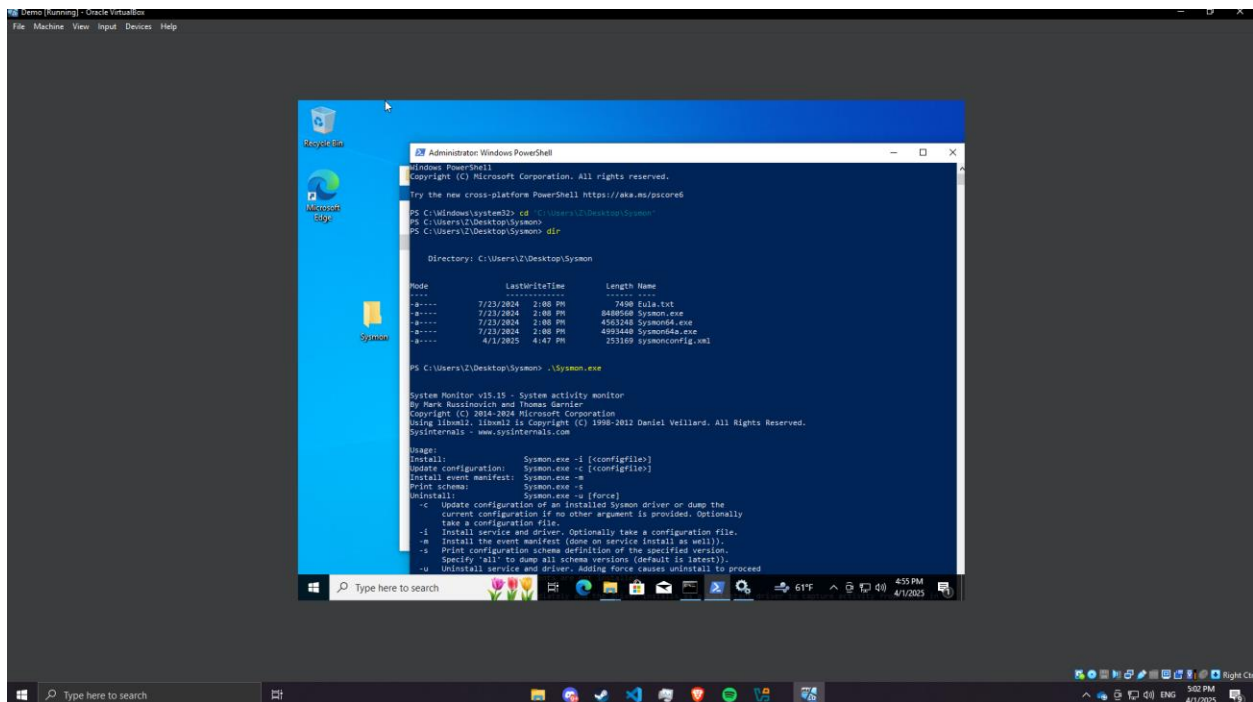 Demo [Running] - Oracle VirtualBox
File Machine View Input Devices Help
Recycle Bin
Microsoft
Edge
Sysmon
Administrator: Windows PowerShell
Windows PowerShell
Copyright (C) Microsoft Corporation. All rights reserved.
Try the new cross-platform PowerShell https://aka.ms/pscore6
PS C:\Windows\system32> cd 'C:\Users\Z\Desktop\Sysmon'
PS C:\Users\Z\Desktop\Sysmon>
PS C:\Users\Z\Desktop\Sysmon> dir
Directory: C:\Users\Z\Desktop\Sysmon
Mode LastWriteTime Length Name
---- ------------- ------ ----
-a---- 7/23/2024 2:08 PM 7490 Eula.txt
-a---- 7/23/2024 2:08 PM 8480560 Sysmon.exe
-a---- 7/23/2024 2:08 PM 4563248 Sysmon64.exe
-a---- 7/23/2024 2:08 PM 4993440 Sysmon64a.exe
-a---- 4/1/2025 4:47 PM 253169 sysmonconfig.xml
PS C:\Users\Z\Desktop\Sysmon> .\Sysmon.exe
System Monitor v15.15 - System activity monitor
By Mark Russinovich and Thomas Garnier
Copyright (C) 2014-2024 Microsoft Corporation
Using libxml2. libxml2 is Copyright (C) 1998-2012 Daniel Veillard. All Rights Reserved.
Sysinternals - www.sysinternals.com
Usage:
Install: Sysmon.exe -i [<configfile>]
Update configuration: Sysmon.exe -c [<configfile>]
Install event manifest: Sysmon.exe -m
Print schema: Sysmon.exe -s
Uninstall: Sysmon.exe -u [force]
-c Update configuration of an installed Sysmon driver or dump the
current configuration if no other argument is provided. Optionally
take a configuration file.
-i Install service and driver. Optionally take a configuration file.
-m Install the event manifest (done on service install as well)).
-s Print configuration schema definition of the specified version.
Specify 'all' to dump all schema versions (default is latest)).
-u Uninstall service and driver. Adding force causes uninstall to proceed
Type here to search
61°F
4:55 PM
4/1/2025
Right Ct
Type here to search
ENG
5:02 PM
4/1/2025